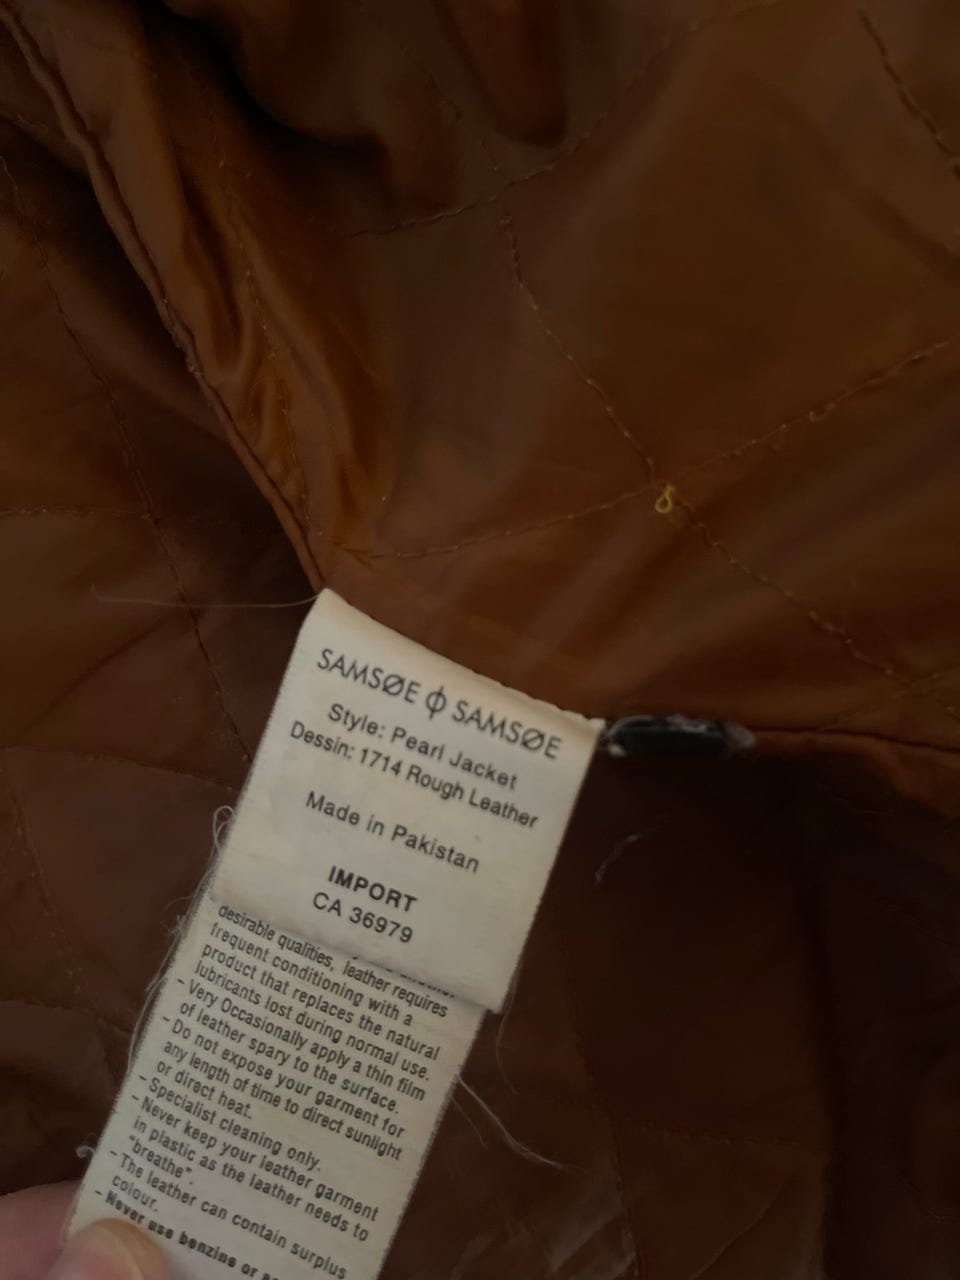 SAMSØE ϕ SAMSØE
Style: Pearl Jacket
Dessin: 1714 Rough Leather
Made in Pakistan
IMPORT
CA 36979
desirable qualities, leather requires
frequent conditioning with a
product that replaces the natural
lubricants lost during normal use.
- Very Occasionally apply a thin film
of leather spary to the surface.
- Do not expose your garment for
any length of time to direct sunlight
or direct heat.
- Specialist cleaning only.
- Never keep your leather garment
in plastic as the leather needs to
"breathe".
- The leather can contain surplus
colour.
- Never use benzine or